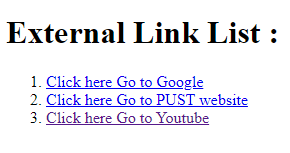 External Link List :
1. Click here Go to Google
2. Click here Go to PUST website
3. Click here Go to Youtube